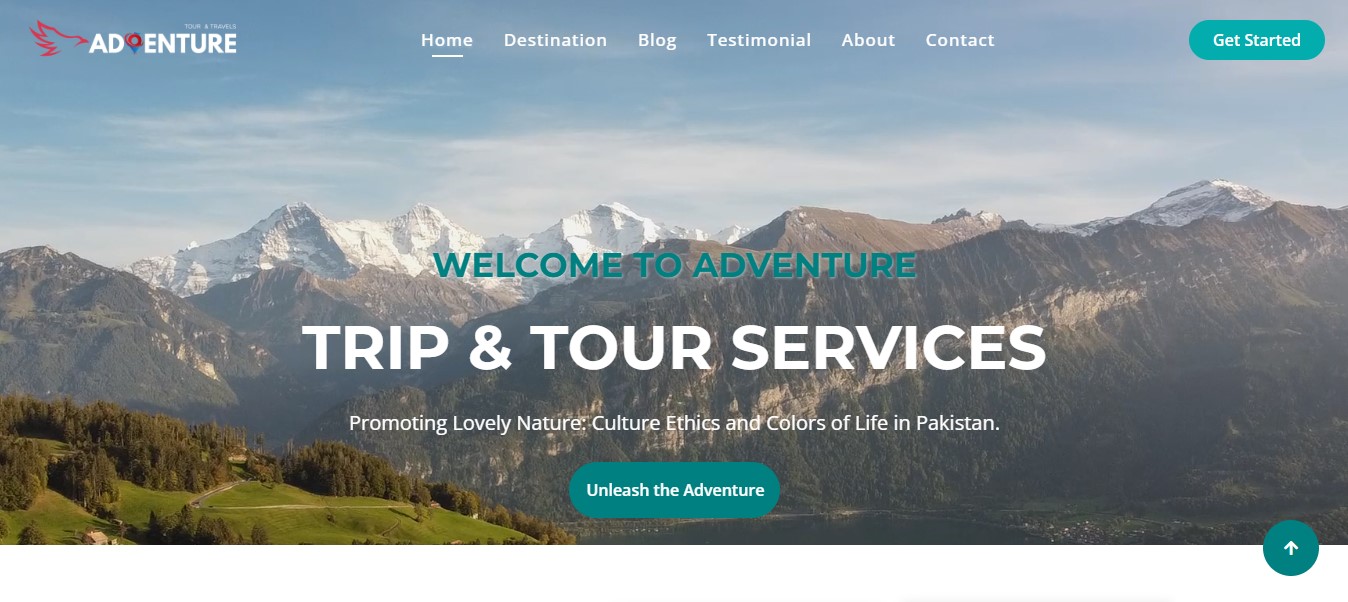 TOUR & TRAVELS
ADVENTURE
Home Destination Blog Testimonial About Contact
Get Started
WELCOME TO ADVENTURE
TRIP & TOUR SERVICES
Promoting Lovely Nature: Culture Ethics and Colors of Life in Pakistan.
Unleash the Adventure